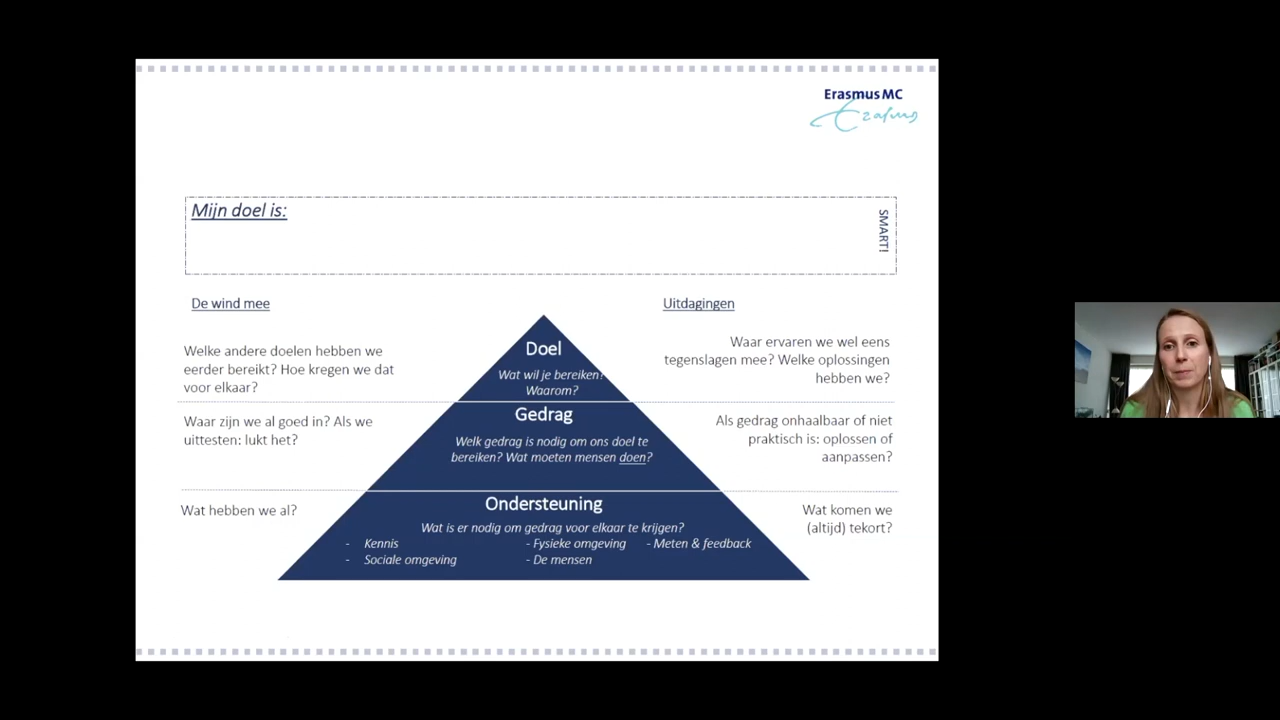 Erasmus MC
Erasmus
Mijn doel is:
SMART!
De wind mee
Uitdagingen
Welke andere doelen hebben we
eerder bereikt? Hoe kregen we dat
voor elkaar?
Doel
Wat wil je bereiken?
Waarom?
Waar ervaren we wel eens
tegenslagen mee? Welke oplossingen
hebben we?
Waar zijn we al goed in? Als we
uittesten: lukt het?
Gedrag
Welk gedrag is nodig om ons doel te
bereiken? Wat moeten mensen doen?
Als gedrag onhaalbaar of niet
praktisch is: oplossen of
aanpassen?
Wat hebben we al?
Ondersteuning
Wat is er nodig om gedrag voor elkaar te krijgen?
- Kennis - Fysieke omgeving - Meten & feedback
- Sociale omgeving - De mensen
Wat komen we
(altijd) tekort?